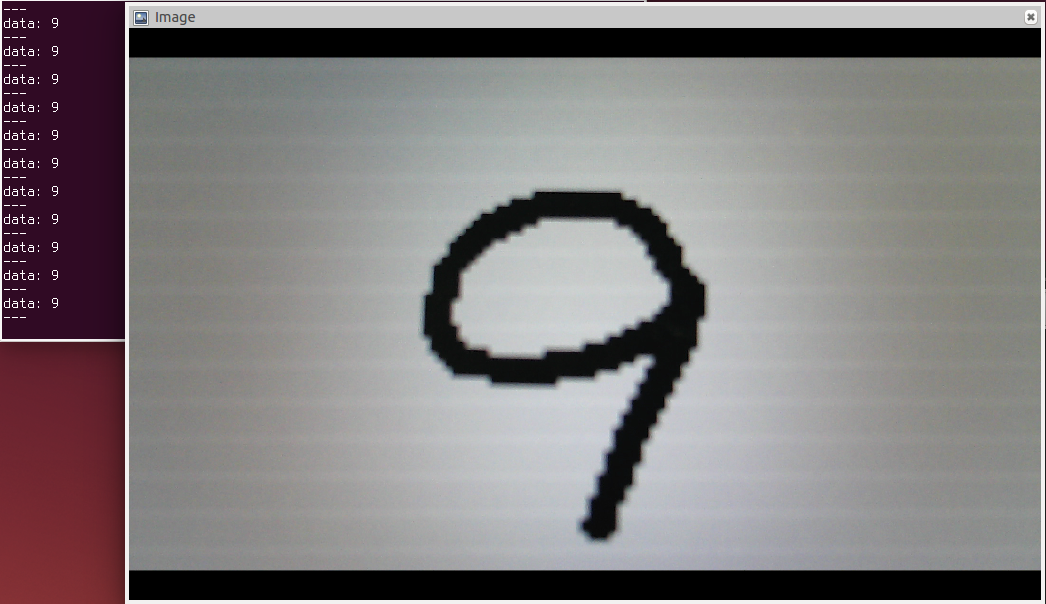 ---
data: 9
---
data: 9
---
data: 9
---
data: 9
---
data: 9
---
data: 9
---
data: 9
---
data: 9
---
data: 9
---
data: 9
---
data: 9
---
Image
9